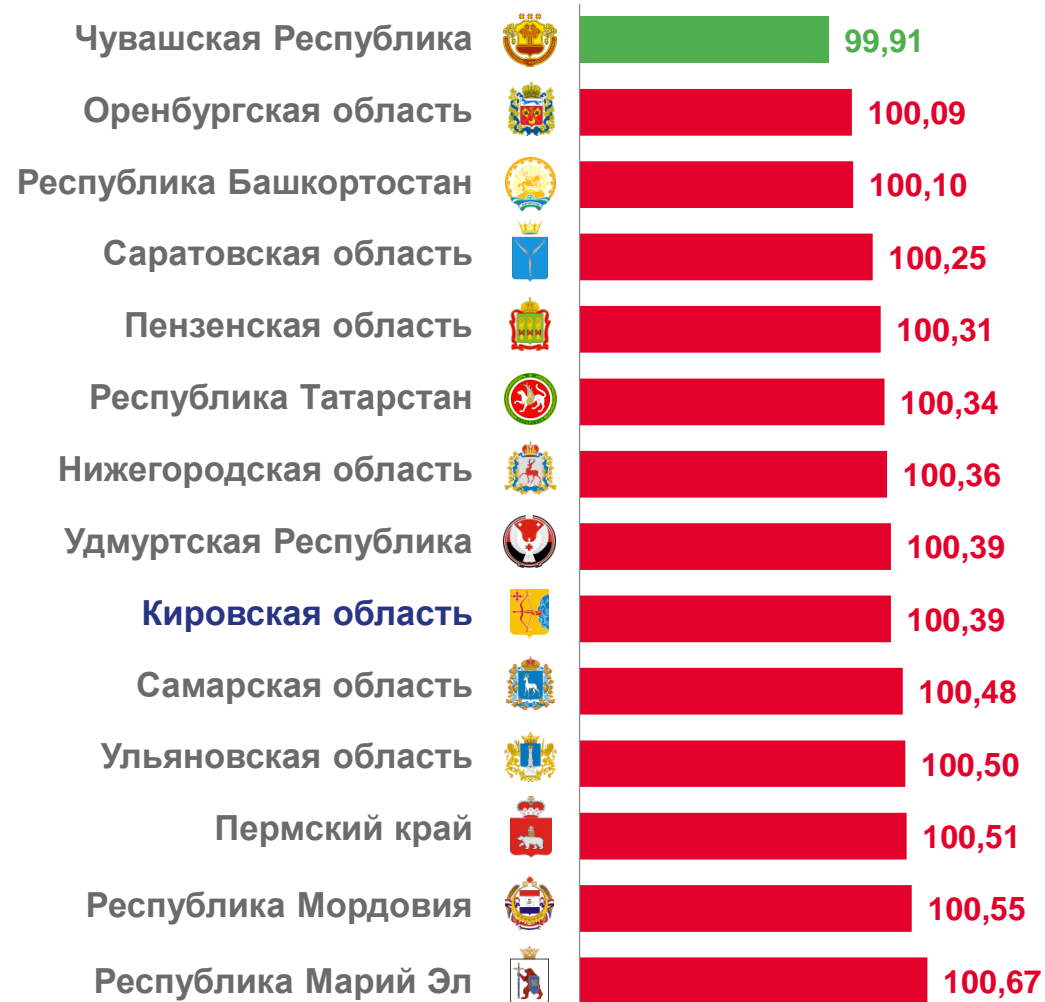 Чувашская Республика 99,91
Оренбургская область 100,09
Республика Башкортостан 100,10
Саратовская область 100,25
Пензенская область 100,31
Республика Татарстан 100,34
Нижегородская область 100,36
Удмуртская Республика 100,39
Кировская область 100,39
Самарская область 100,48
Ульяновская область 100,50
Пермский край 100,51
Республика Мордовия 100,55
Республика Марий Эл 100,67